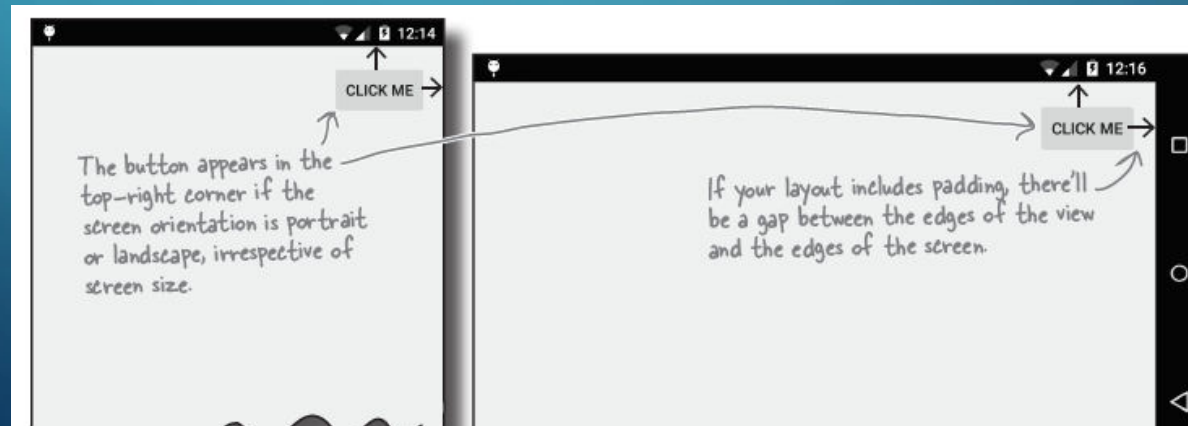 12:14
CLICK ME
The button appears in the
top-right corner if the
screen orientation is portrait
or landscape, irrespective of
screen size.
12:16
CLICK ME
If your layout includes padding, there'll
be a gap between the edges of the view
and the edges of the screen.